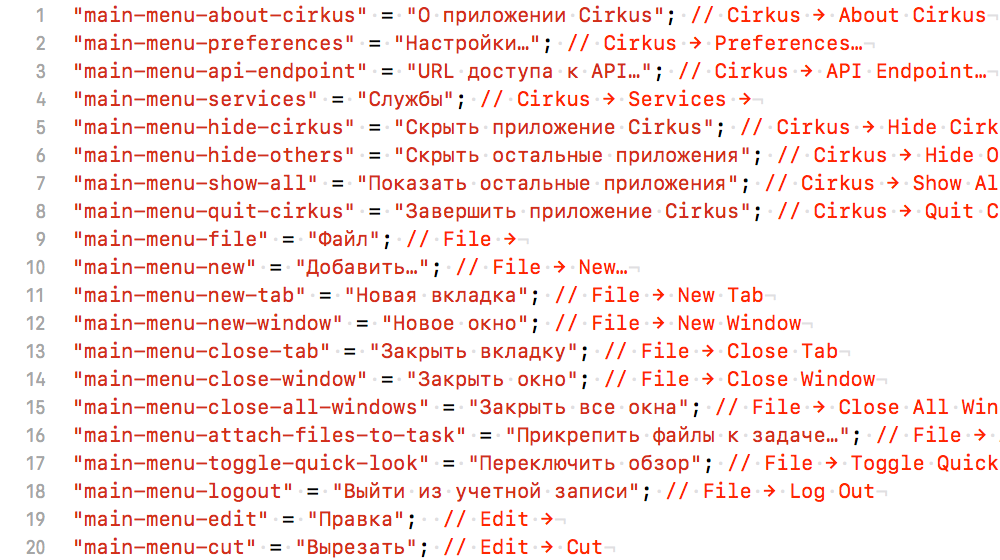 1 "main-menu-about-cirkus" = "О приложении Cirkus"; // Cirkus → About Cirkus
2 "main-menu-preferences" = "Настройки…"; // Cirkus → Preferences…
3 "main-menu-api-endpoint" = "URL доступа к API…"; // Cirkus → API Endpoint…
4 "main-menu-services" = "Службы"; // Cirkus → Services →
5 "main-menu-hide-cirkus" = "Скрыть приложение Cirkus"; // Cirkus → Hide Cirk
6 "main-menu-hide-others" = "Скрыть остальные приложения"; // Cirkus → Hide O
7 "main-menu-show-all" = "Показать остальные приложения"; // Cirkus → Show Al
8 "main-menu-quit-cirkus" = "Завершить приложение Cirkus"; // Cirkus → Quit C
9 "main-menu-file" = "Файл"; // File →
10 "main-menu-new" = "Добавить…"; // File → New…
11 "main-menu-new-tab" = "Новая вкладка"; // File → New Tab
12 "main-menu-new-window" = "Новое окно"; // File → New Window
13 "main-menu-close-tab" = "Закрыть вкладку"; // File → Close Tab
14 "main-menu-close-window" = "Закрыть окно"; // File → Close Window
15 "main-menu-close-all-windows" = "Закрыть все окна"; // File → Close All Win
16 "main-menu-attach-files-to-task" = "Прикрепить файлы к задаче…"; // File →
17 "main-menu-toggle-quick-look" = "Переключить обзор"; // File → Toggle Quick
18 "main-menu-logout" = "Выйти из учетной записи"; // File → Log Out
19 "main-menu-edit" = "Правка";  // Edit →
20 "main-menu-cut" = "Вырезать"; // Edit → Cut